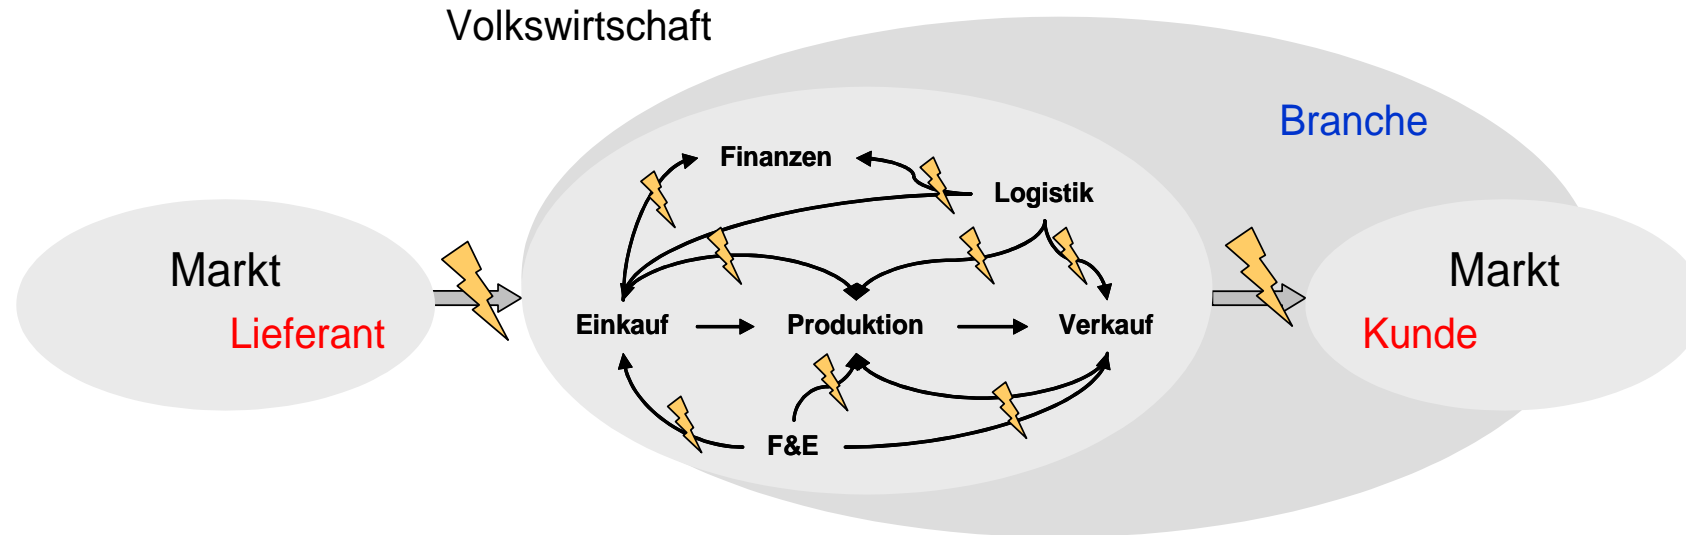 Volkswirtschaft
Branche
Finanzen
Logistik
Markt
Lieferant
Einkauf
Produktion
Verkauf
F&E
Markt
Kunde